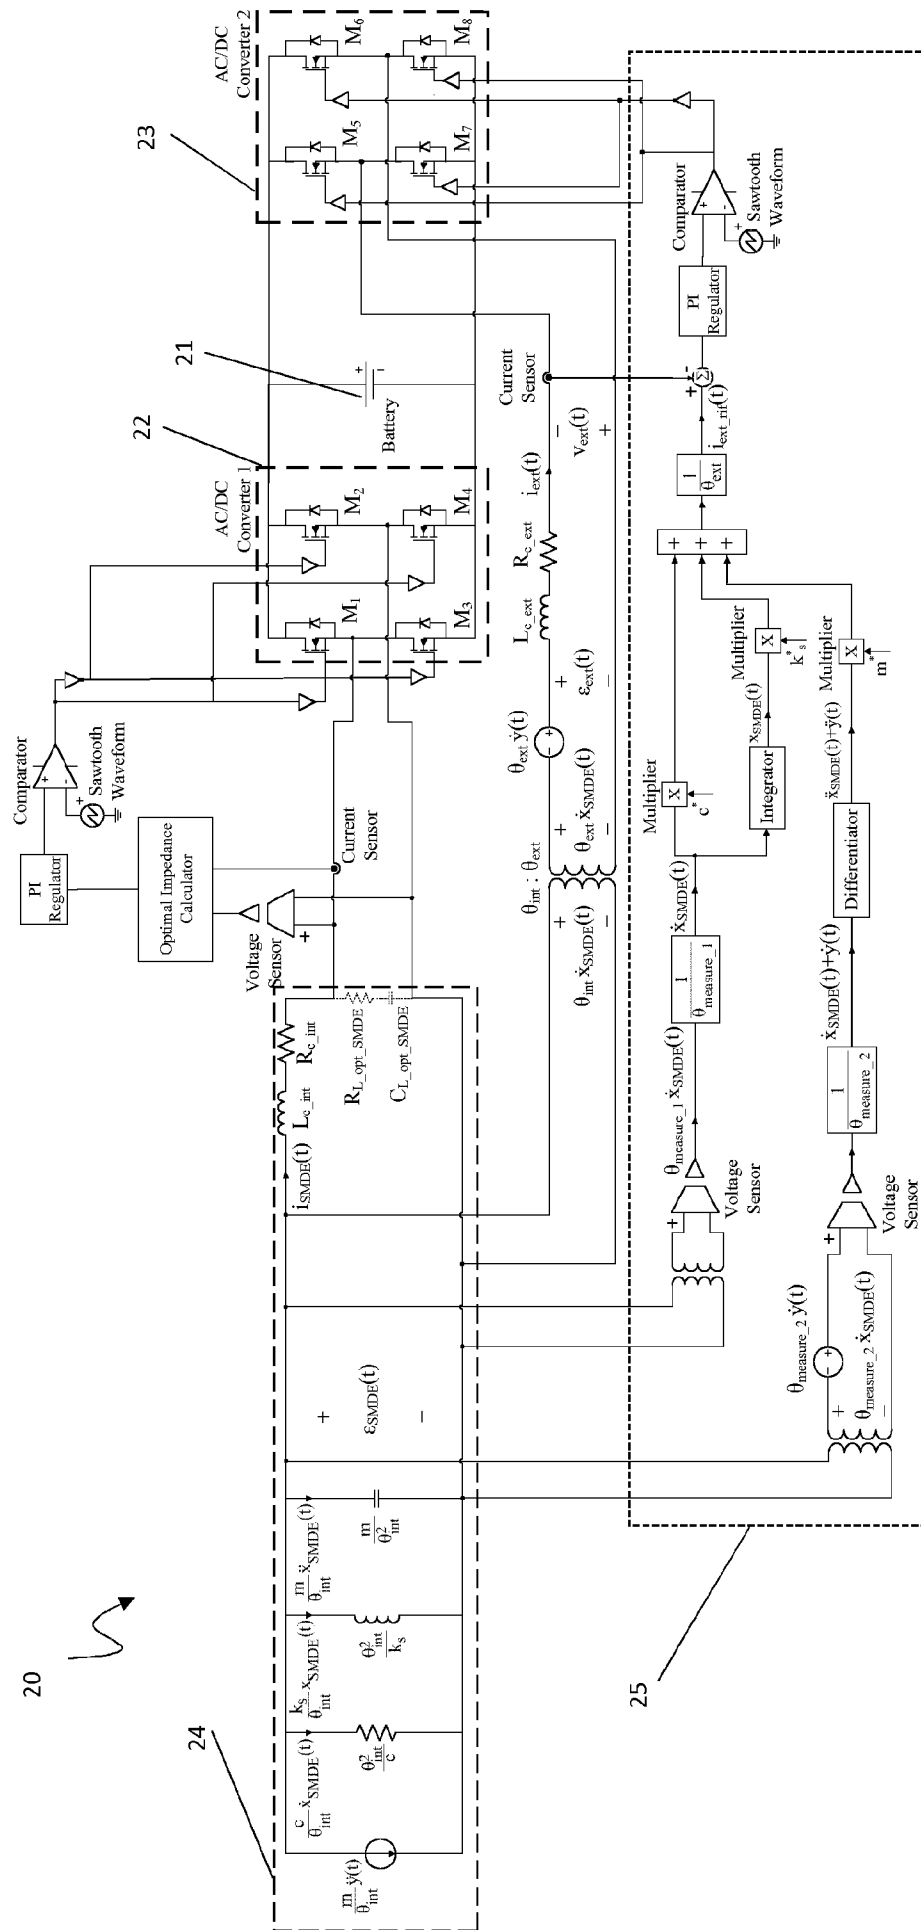 20
24
25
22
21
23
m/θint ÿ(t)
c/θint ẋSMDE(t)
θ²int/c
ks/θint xSMDE(t)
θ²int/ks
m/θint ẍSMDE(t)
m/θ²int
+
εSMDE(t)
−
iSMDE(t)
Lc_int
Rc_int
RL_opt_SMDE
CL_opt_SMDE
Voltage
Sensor
+
Current
Sensor
Optimal Impedance
Calculator
PI
Regulator
Comparator
+
-
+
Sawtooth
Waveform
AC/DC
Converter 1
M1
M2
M3
M4
+
-
Battery
AC/DC
Converter 2
M5
M6
M7
M8
θint : θext
+
θint ẋSMDE(t)
−
+
θext ẋSMDE(t)
−
θext ẏ(t)
- +
+
εext(t)
−
Lc_ext
Rc_ext
iext(t)
−
vext(t)
+
Current
Sensor
+
Voltage
Sensor
θmeasure_1 ẋSMDE(t)
1/θmeasure_1
ẋSMDE(t)
Multiplier
X
c*
Integrator
xSMDE(t)
Multiplier
X
k*s
θmeasure_2 ẏ(t)
- +
+
θmeasure_2 ẋSMDE(t)
−
+
Voltage
Sensor
1/θmeasure_2
ẋSMDE(t)+ẏ(t)
ẋSMDE(t)+ẏ(t)
Differentiator
ẍSMDE(t)+ÿ(t)
ẍSMDE(t)+ÿ(t)
Multiplier
X
m*
+
+
+
1/θext
iext_rif(t)
+
-
Σ
PI
Regulator
Comparator
+
-
+
Sawtooth
Waveform